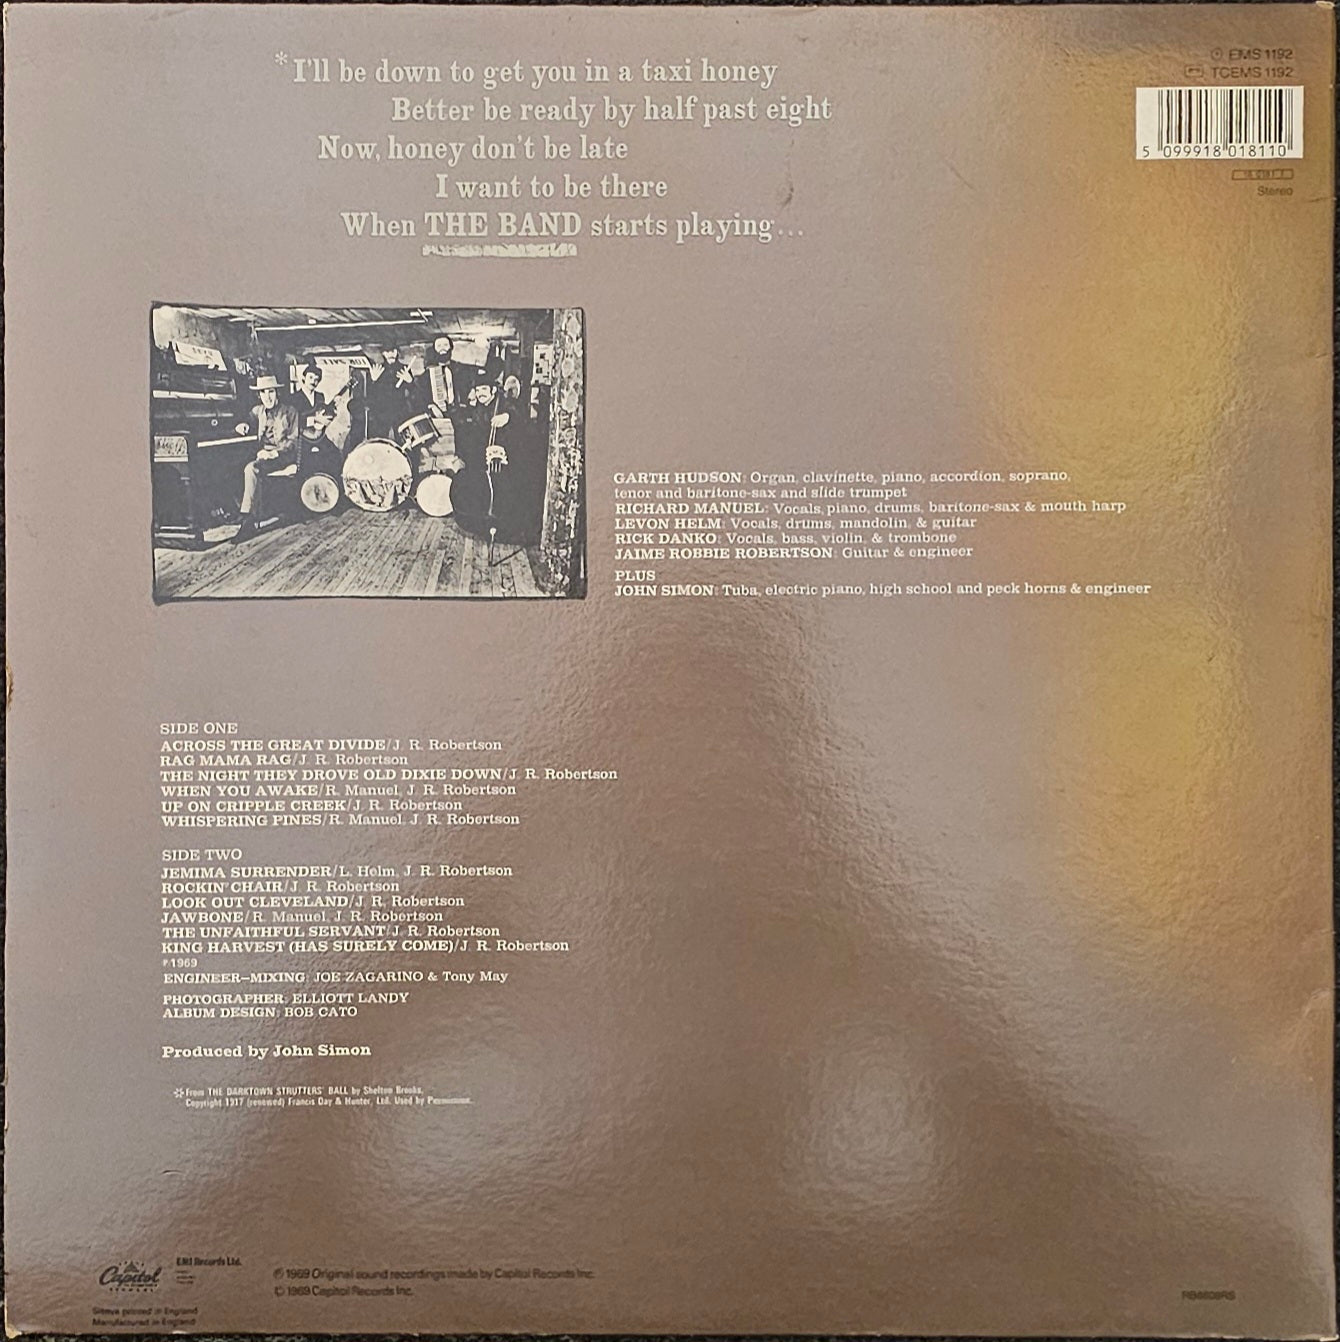 *I'll be down to get you in a taxi honey
Better be ready by half past eight
Now, honey don't be late
I want to be there
When THE BAND starts playing...
EMS 1192
TCEMS 1192
5 099918 018110
Stereo
FOR SALE
GARTH HUDSON: Organ, clavinette, piano, accordion, soprano,
tenor and baritone-sax and slide trumpet
RICHARD MANUEL: Vocals, piano, drums, baritone-sax & mouth harp
LEVON HELM: Vocals, drums, mandolin, & guitar
RICK DANKO: Vocals, bass, violin, & trombone
JAIME ROBBIE ROBERTSON: Guitar & engineer
PLUS
JOHN SIMON: Tuba, electric piano, high school and peck horns & engineer
SIDE ONE
ACROSS THE GREAT DIVIDE/J. R. Robertson
RAG MAMA RAG/J. R. Robertson
THE NIGHT THEY DROVE OLD DIXIE DOWN/J. R. Robertson
WHEN YOU AWAKE/R. Manuel, J. R. Robertson
UP ON CRIPPLE CREEK/J. R. Robertson
WHISPERING PINES/R. Manuel, J. R. Robertson
SIDE TWO
JEMIMA SURRENDER/L. Helm, J. R. Robertson
ROCKIN' CHAIR/J. R. Robertson
LOOK OUT CLEVELAND/J. R. Robertson
JAWBONE/R. Manuel, J. R. Robertson
THE UNFAITHFUL SERVANT/J. R. Robertson
KING HARVEST (HAS SURELY COME)/J. R. Robertson
℗ 1969
ENGINEER—MIXING: JOE ZAGARINO & Tony May
PHOTOGRAPHER: ELLIOTT LANDY
ALBUM DESIGN: BOB CATO
Produced by John Simon
*From THE DARKTOWN STRUTTERS' BALL by Shelton Brooks.
Copyright 1917 (renewed) Francis Day & Hunter, Ltd. Used by Permission.
Capitol
RECORDS
EMI Records Ltd.
℗ 1969 Original sound recordings made by Capitol Records Inc.
© 1969 Capitol Records Inc.
Sleeve printed in England
Manufactured in England